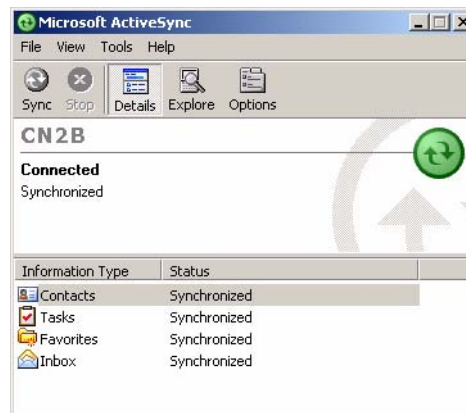 Microsoft ActiveSync
File View Tools Help
Sync Stop Details Explore Options
CN2B
Connected
Synchronized
Information Type Status
Contacts Synchronized
Tasks Synchronized
Favorites Synchronized
Inbox Synchronized